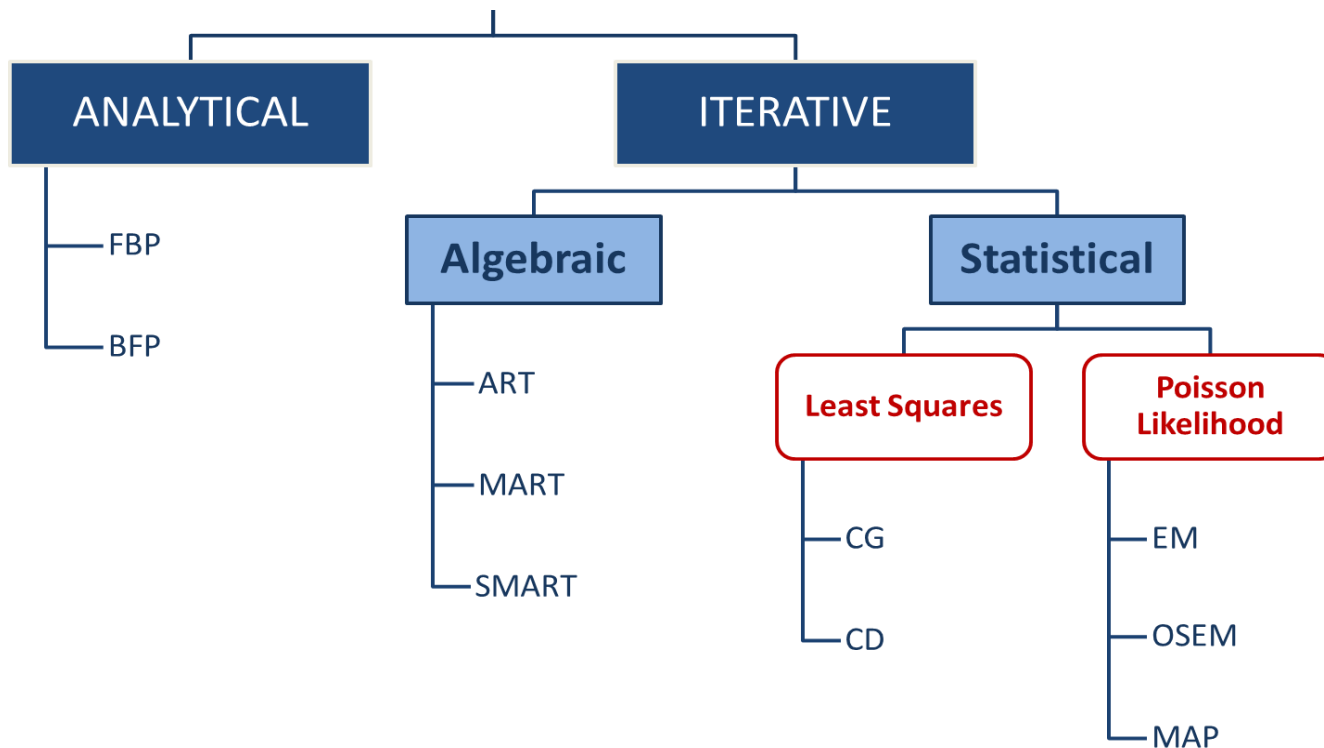 ANALYTICAL
FBP
BFP
ITERATIVE
Algebraic
ART
MART
SMART
Statistical
Least Squares
CG
CD
Poisson
Likelihood
EM
OSEM
MAP